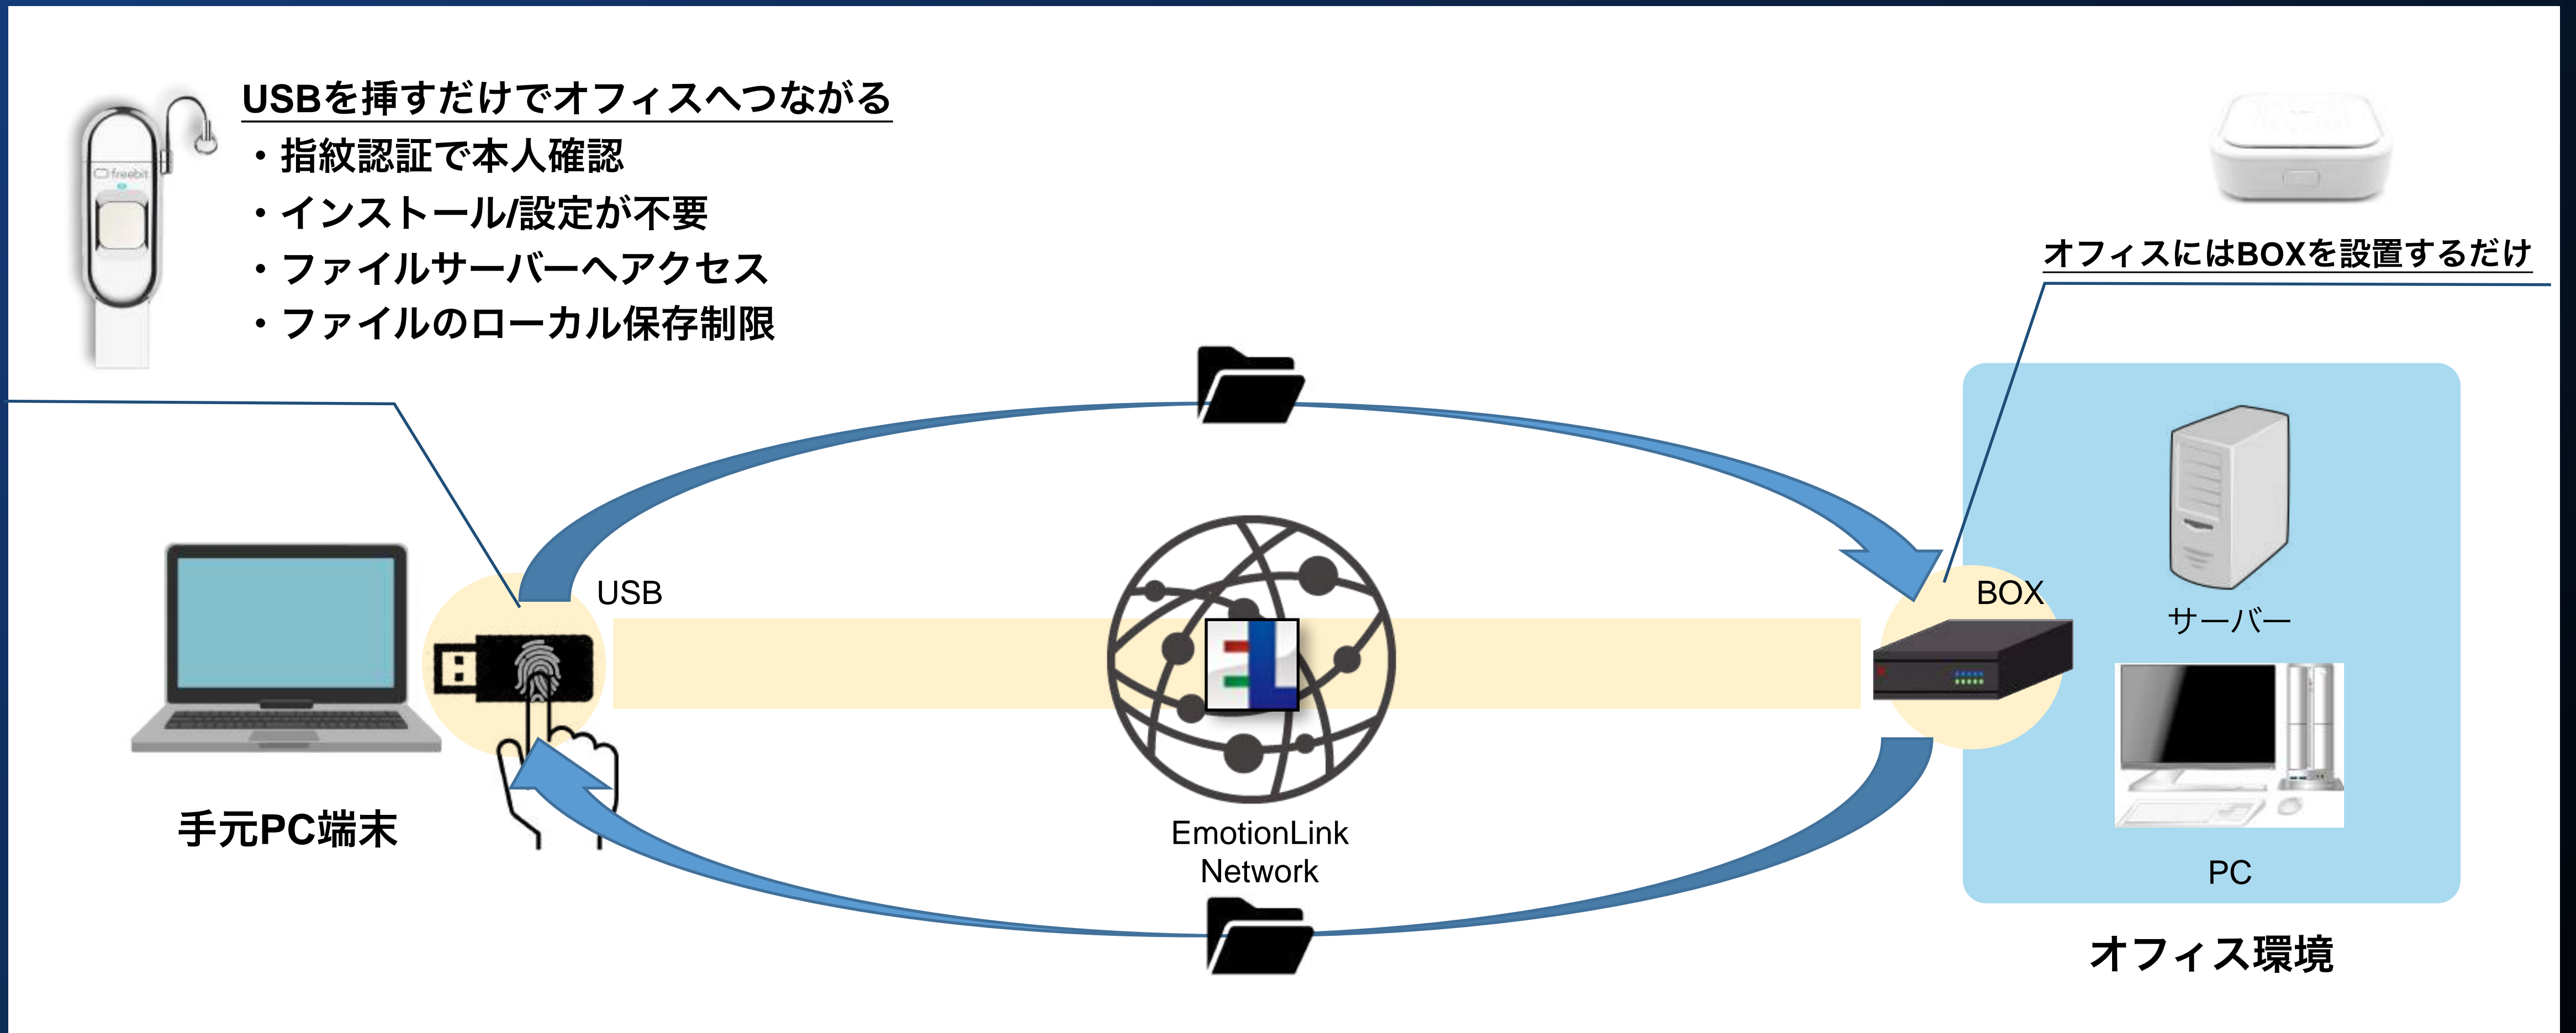 USBを挿すだけでオフィスへつながる
・指紋認証で本人確認
・インストール/設定が不要
・ファイルサーバーへアクセス
・ファイルのローカル保存制限
freebit
オフィスにはBOXを設置するだけ
USB
BOX
サーバー
EL
手元PC端末
EmotionLink
Network
PC
オフィス環境